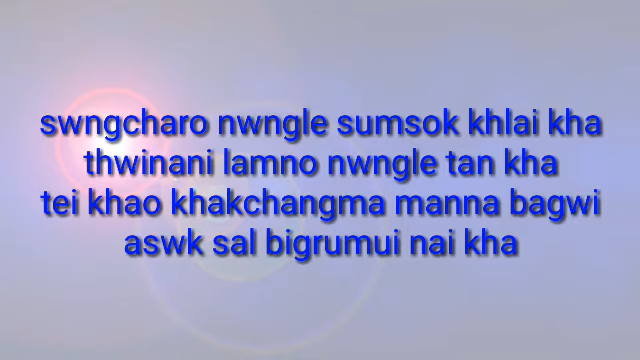 swngcharo nwngle sumsok khlai kha
thwinani lamno nwngle tan kha
tei khao khakchangma manna bagwi
aswk sal bigrumui nai kha